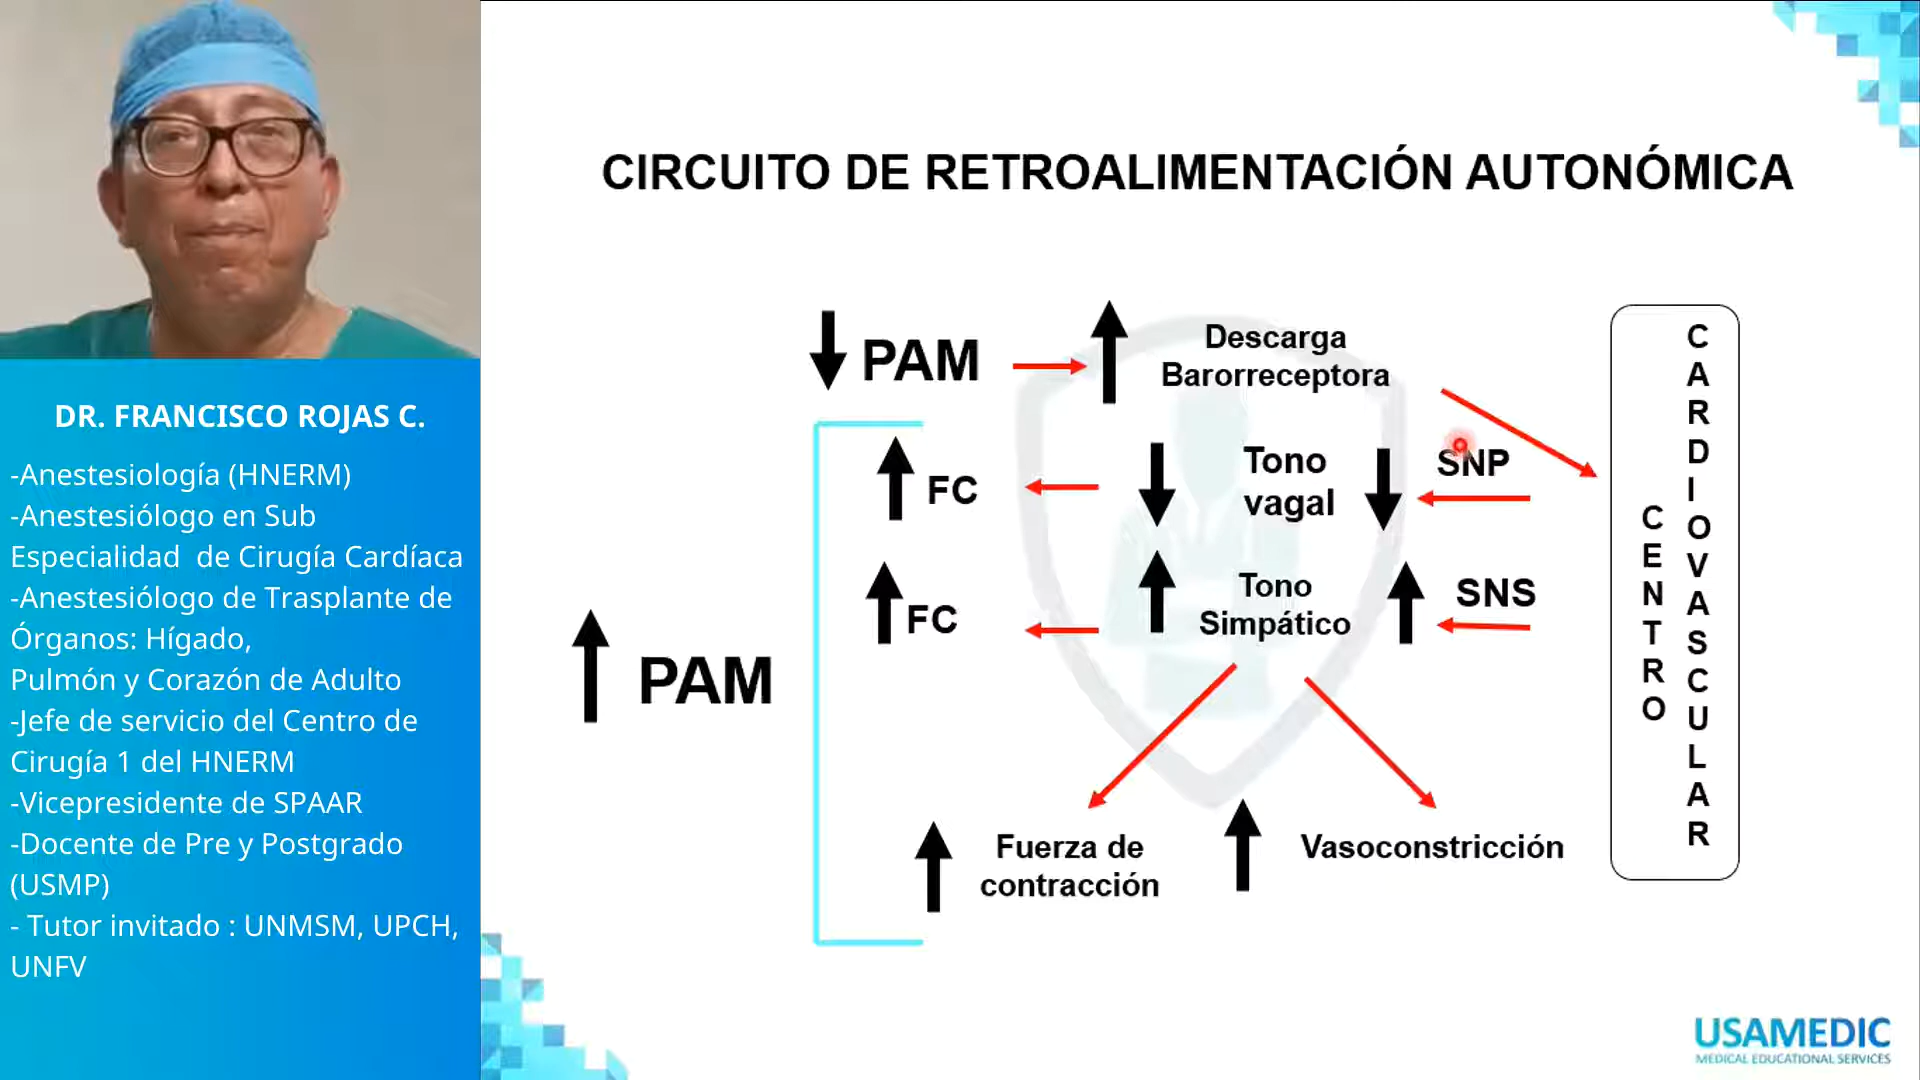 DR. FRANCISCO ROJAS C.
-Anestesiología (HNERM)
-Anestesiólogo en Sub
Especialidad de Cirugía Cardíaca
-Anestesiólogo de Trasplante de
Órganos: Hígado,
Pulmón y Corazón de Adulto
-Jefe de servicio del Centro de
Cirugía 1 del HNERM
-Vicepresidente de SPAAR
-Docente de Pre y Postgrado
(USMP)
- Tutor invitado : UNMSM, UPCH,
UNFV
CIRCUITO DE RETROALIMENTACIÓN AUTONÓMICA
PAM
Descarga
Barorreceptora
FC
Tono
vagal
SNP
FC
Tono
Simpático
SNS
PAM
Fuerza de
contracción
Vasoconstricción
CENTRO
CARDIOVASCULAR
USAMEDIC
MEDICAL EDUCATIONAL SERVICES